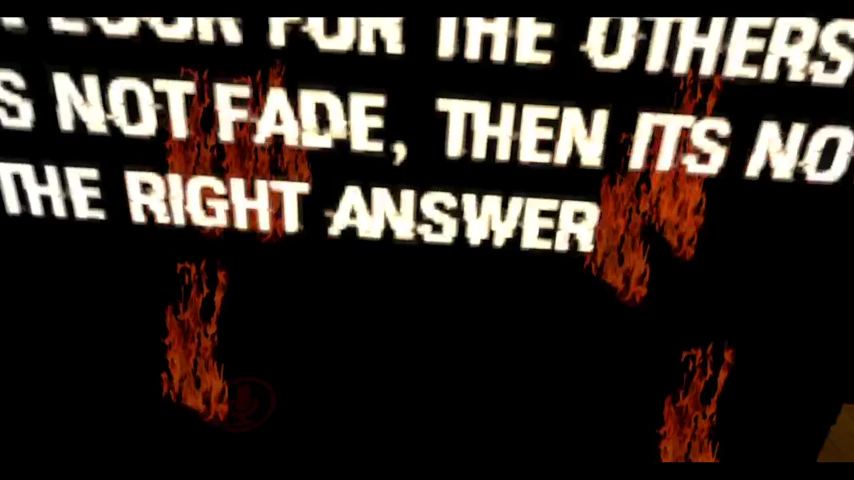 LOOK FOR THE OTHERS
S NOT FADE, THEN ITS NO
THE RIGHT ANSWER